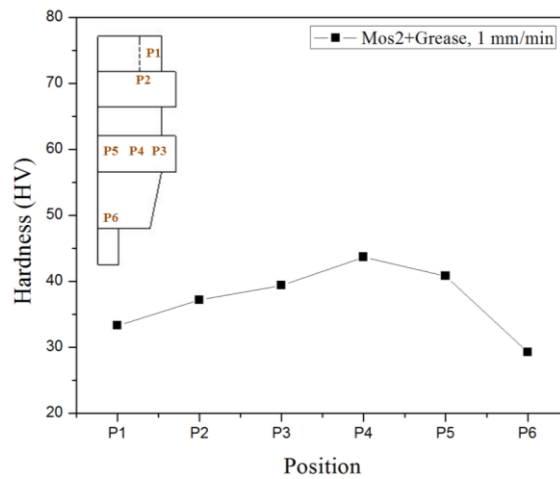 80
70
60
50
40
30
20
Hardness (HV)
Mos2+Grease, 1 mm/min
P1
P2
P5 P4 P3
P6
P1 P2 P3 P4 P5 P6
Position